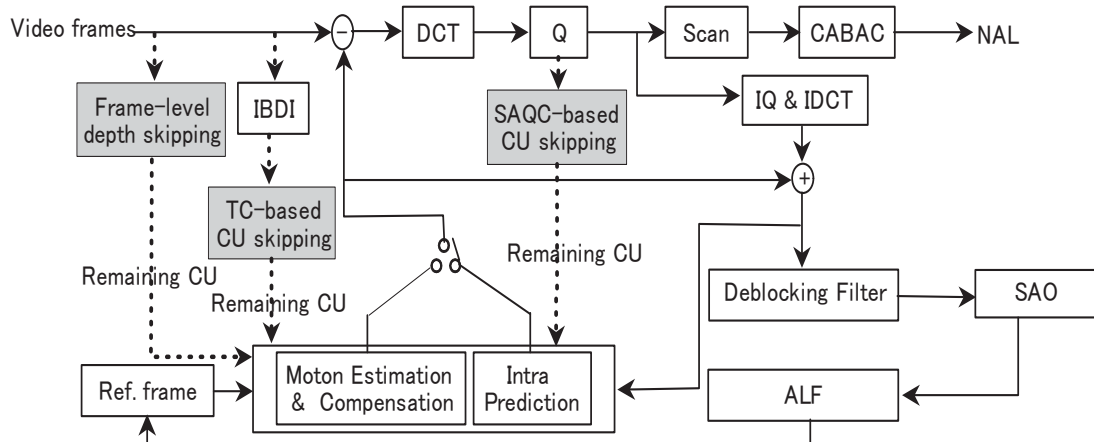 Video frames
-
DCT
Q
Scan
CABAC
NAL
Frame-level
depth skipping
IBDI
SAQC-based
CU skipping
IQ & IDCT
+
TC-based
CU skipping
Remaining CU
Remaining CU
Remaining CU
Deblocking Filter
SAO
Ref. frame
Moton Estimation
& Compensation
Intra
Prediction
ALF